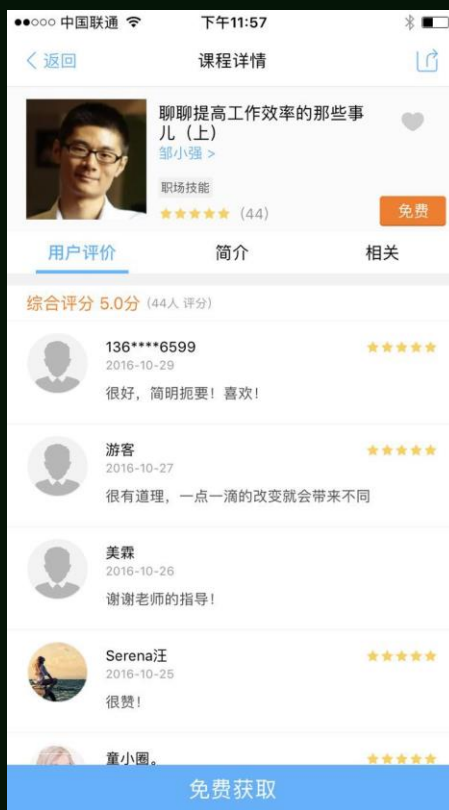 中国联通
下午11:57
返回
课程详情
聊聊提高工作效率的那些事
儿（上）
邹小强 >
职场技能
(44)
免费
用户评价
简介
相关
综合评分 5.0分 (44人 评分)
136****6599
2016-10-29
很好，简明扼要！喜欢！
游客
2016-10-27
很有道理，一点一滴的改变就会带来不同
美霖
2016-10-26
谢谢老师的指导！
Serena汪
2016-10-25
很赞！
童小圈。
免费获取